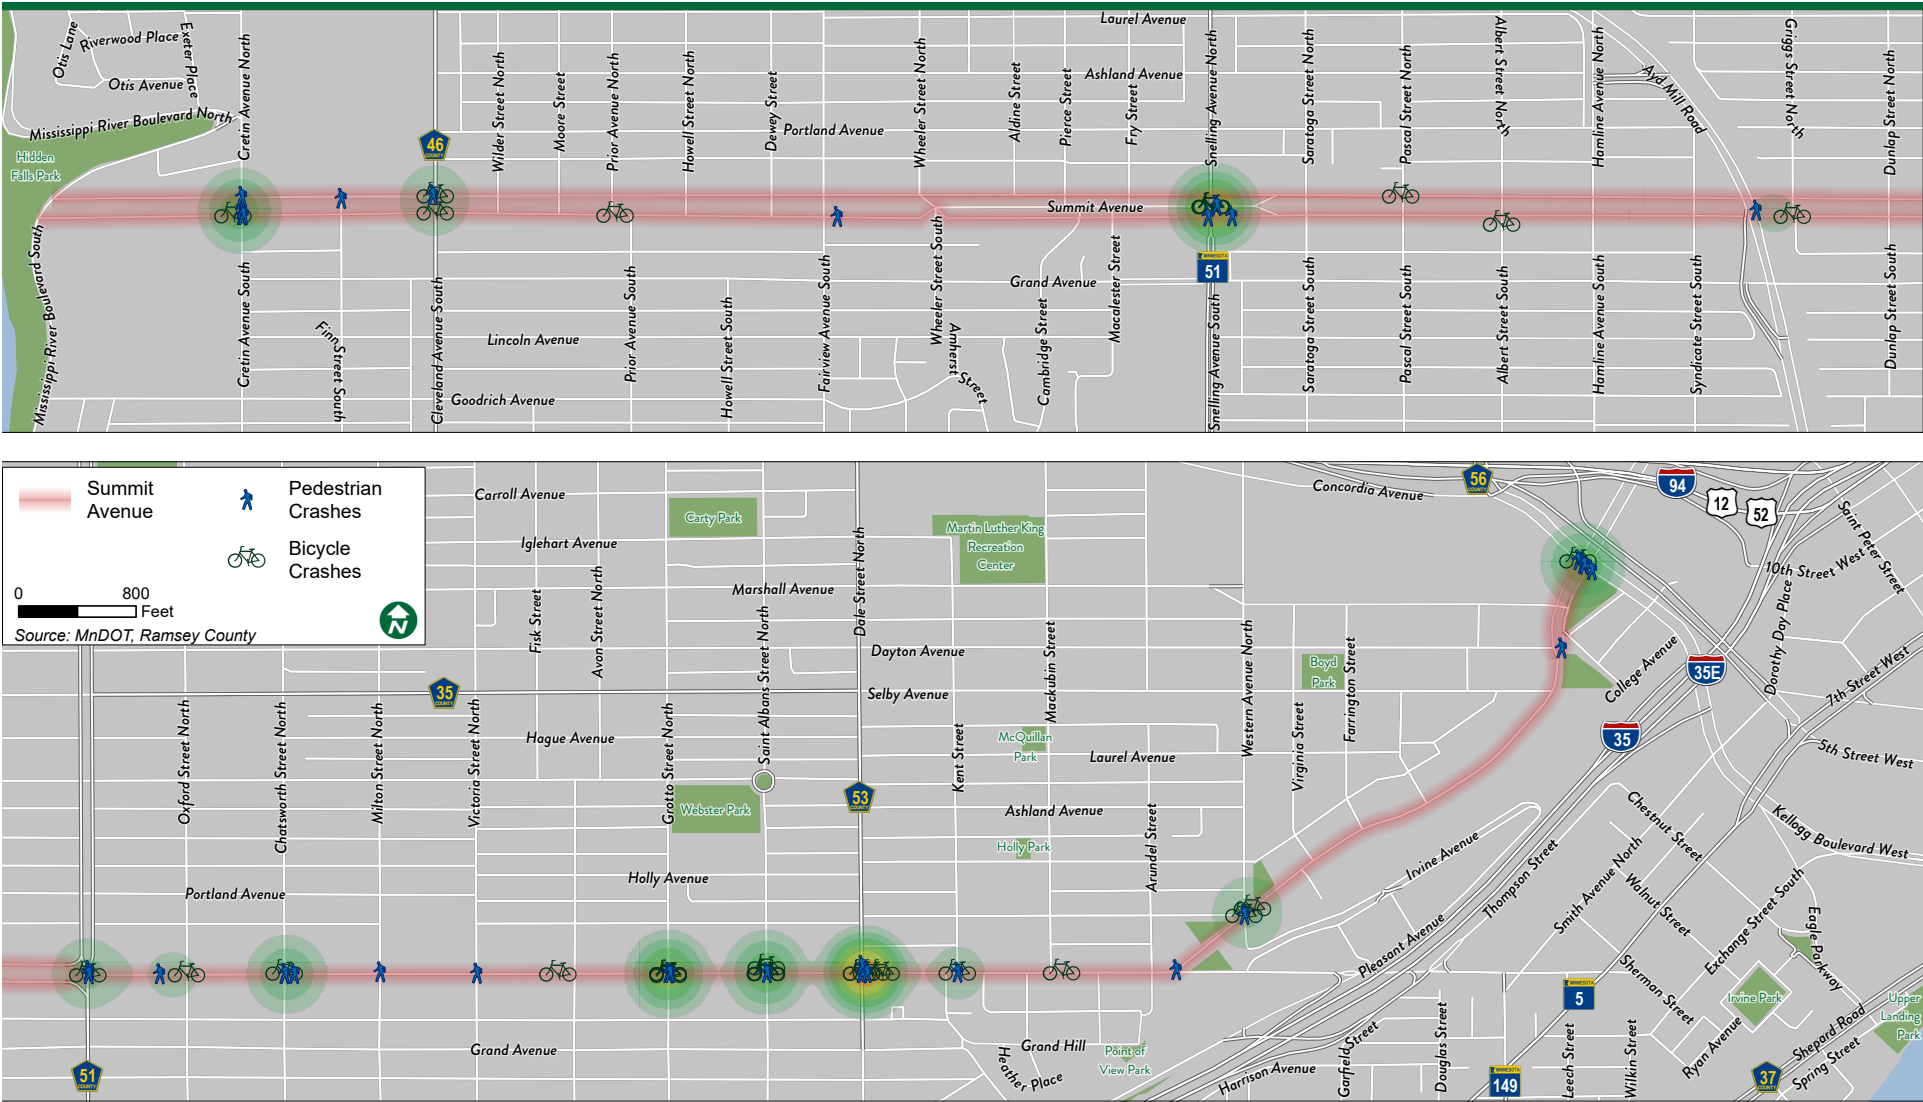 Otis Lane
Riverwood Place
Exeter Place
Otis Avenue
Mississippi River Boulevard North
Hidden
Falls Park
Cretin Avenue North
46
COUNTY
Wilder Street North
Moore Street
Prior Avenue North
Howell Street North
Dewey Street
Portland Avenue
Wheeler Street North
Aldine Street
Pierce Street
Laurel Avenue
Ashland Avenue
Fry Street
Snelling Avenue North
Saratoga Street North
Pascal Street North
Albert Street North
Hamline Avenue North
Ayd Mill Road
Griggs Street North
Dunlap Street North
Summit Avenue
Mississippi River Boulevard South
Cretin Avenue South
Finn Street South
Cleveland Avenue South
Lincoln Avenue
Goodrich Avenue
Prior Avenue South
Howell Street South
Fairview Avenue South
Wheeler Street South
Amherst Street
Grand Avenue
Cambridge Street
Macalester Street
MINNESOTA
51
Snelling Avenue South
Saratoga Street South
Pascal Street South
Albert Street South
Hamline Avenue South
Syndicate Street South
Dunlap Street South
Summit
Avenue
Pedestrian
Crashes
Bicycle
Crashes
0 800
Feet
Source: MnDOT, Ramsey County
N
Carroll Avenue
Iglehart Avenue
Carty Park
Marshall Avenue
Fisk Street
Avon Street North
Saint Albans Street North
Dale Street North
Martin Luther King
Recreation
Center
Dayton Avenue
Selby Avenue
35
COUNTY
Oxford Street North
Chatsworth Street North
Milton Street North
Victoria Street North
Hague Avenue
Grotto Street North
Webster Park
53
COUNTY
Kent Street
Mackubin Street
McQuillan
Park
Laurel Avenue
Ashland Avenue
Holly Park
Arundel Street
Western Avenue North
Virginia Street
Boyd
Park
Farrington Street
Concordia Avenue
56
COUNTY
94
12
52
Saint Peter Street
10th Street West
Dorothy Day Place
College Avenue
35E
35
7th Street West
5th Street West
Kellogg Boulevard West
Chestnut Street
Walnut Street
Smith Avenue North
Thompson Street
Irvine Avenue
Pleasant Avenue
Exchange Street South
Eagle Parkway
Sherman Street
Irvine Park
Ryan Avenue
Upper
Landing
Park
Shepard Road
Spring Street
37
COUNTY
MINNESOTA
5
Leech Street
Wilkin Street
MINNESOTA
149
Douglas Street
Garfield Street
Harrison Avenue
Portland Avenue
Holly Avenue
Grand Avenue
51
COUNTY
Grand Hill
Heather Place
Point of
View Park